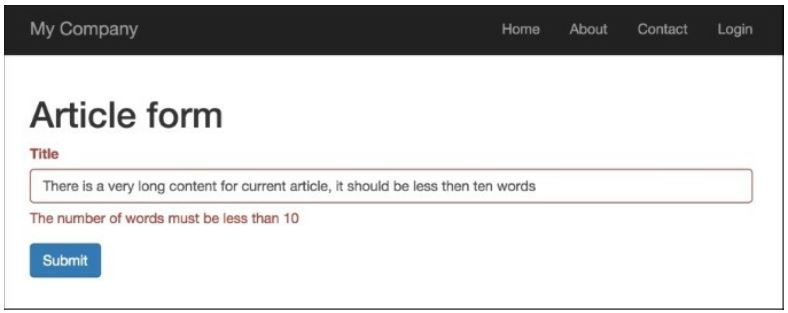 My Company Home About Contact Login
Article form
Title
There is a very long content for current article, it should be less then ten words
The number of words must be less than 10
Submit